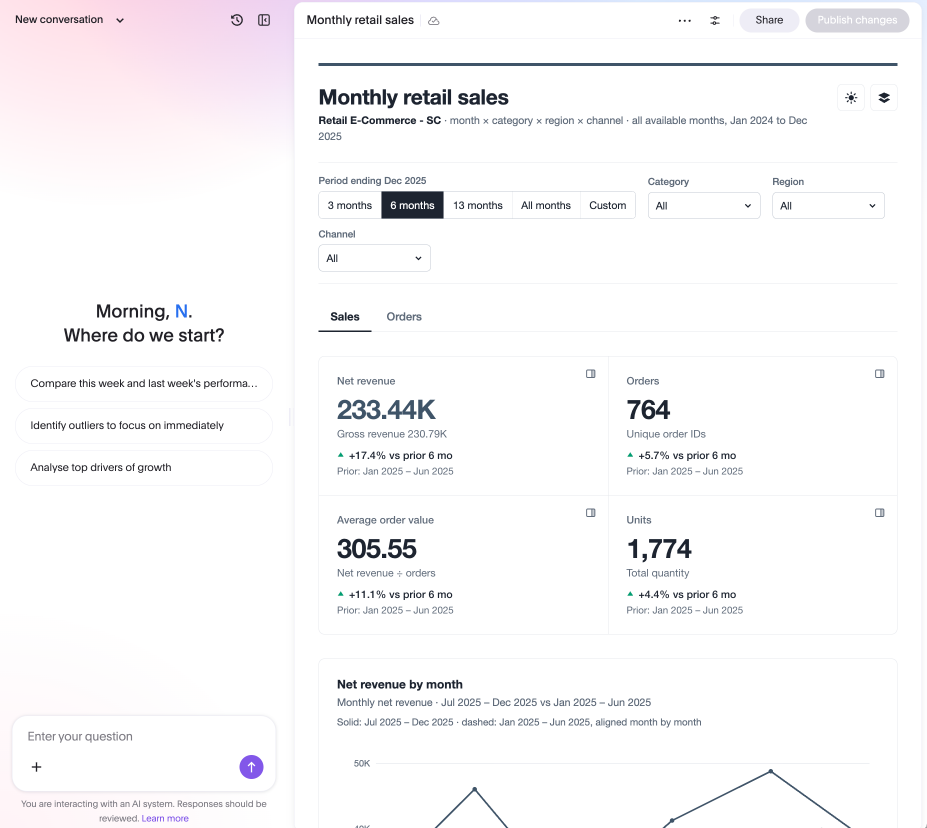 New conversation
Morning, N.
Where do we start?
Compare this week and last week's performa...
Identify outliers to focus on immediately
Analyse top drivers of growth
Enter your question
You are interacting with an AI system. Responses should be
reviewed. Learn more
Monthly retail sales
Share
Publish changes
Monthly retail sales
Retail E-Commerce - SC · month × category × region × channel · all available months, Jan 2024 to Dec
2025
Period ending Dec 2025
3 months
6 months
13 months
All months
Custom
Category
All
Region
All
Channel
All
Sales
Orders
Net revenue
233.44K
Gross revenue 230.79K
+17.4% vs prior 6 mo
Prior: Jan 2025 – Jun 2025
Orders
764
Unique order IDs
+5.7% vs prior 6 mo
Prior: Jan 2025 – Jun 2025
Average order value
305.55
Net revenue ÷ orders
+11.1% vs prior 6 mo
Prior: Jan 2025 – Jun 2025
Units
1,774
Total quantity
+4.4% vs prior 6 mo
Prior: Jan 2025 – Jun 2025
Net revenue by month
Monthly net revenue · Jul 2025 – Dec 2025 vs Jan 2025 – Jun 2025
Solid: Jul 2025 – Dec 2025 · dashed: Jan 2025 – Jun 2025, aligned month by month
50K